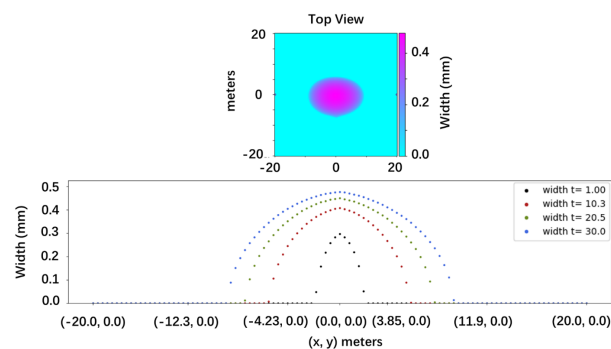 Top View
20
0
-20
meters
-20
0
20
0.4
0.2
0.0
Width (mm)
0.5
0.4
0.3
0.2
0.1
0.0
Width (mm)
width t= 1.00
width t= 10.3
width t= 20.5
width t= 30.0
(-20.0, 0.0) (-12.3, 0.0) (-4.23, 0.0) (0.0, 0.0) (3.85, 0.0) (11.9, 0.0) (20.0, 0.0)
(x, y) meters